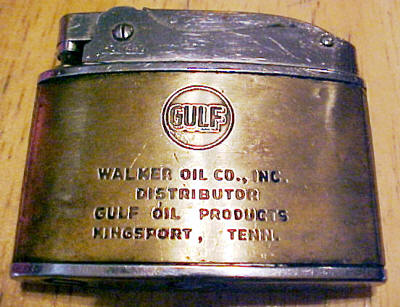 GULF
WALKER OIL CO., INC.
DISTRIBUTOR
GULF OIL PRODUCTS
KINGSPORT, TENN.